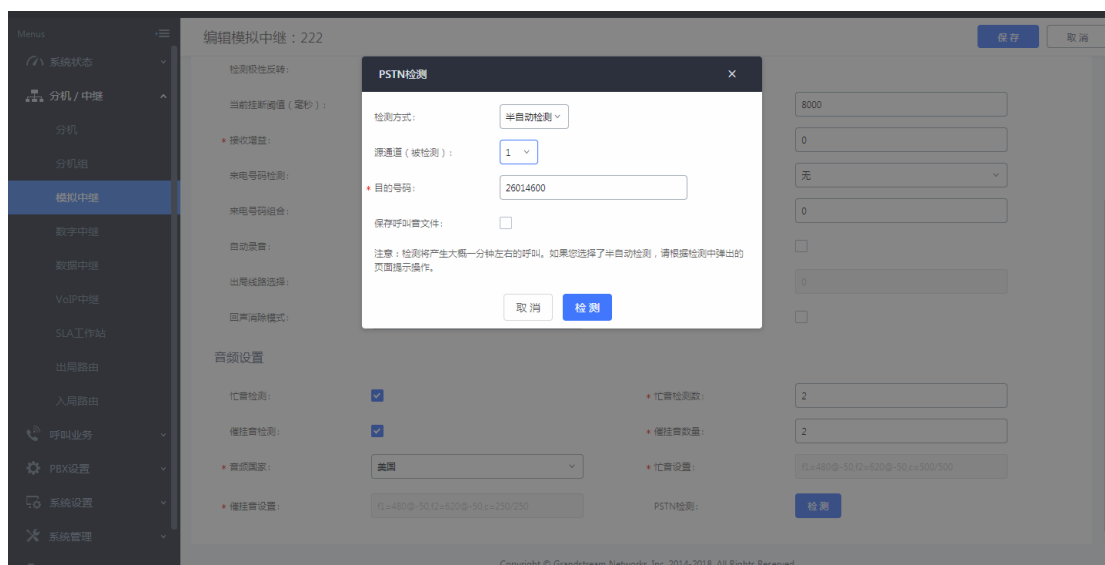 Menus
编辑模拟中继：222
保存
取消
系统状态
分机 / 中继
分机
分机组
模拟中继
数字中继
数据中继
VoIP中继
SLA工作站
出局路由
入局路由
呼叫业务
PBX设置
系统设置
系统管理
检测极性反转:
当前挂断阈值（毫秒）:
8000
* 接收增益:
0
来电号码检测:
无
来电号码组合:
0
自动录音:
出局线路选择:
0
回声消除模式:
PSTN检测
×
检测方式:
半自动检测
源通道（被检测）:
1
* 目的号码:
26014600
保存呼叫音文件:
注意：检测将产生大概一分钟左右的呼叫。如果您选择了半自动检测，请根据检测中弹出的
页面提示操作。
取消
检测
音频设置
忙音检测:
* 忙音检测数:
2
催挂音检测:
* 催挂音数量:
2
* 音频国家:
美国
* 忙音设置:
f1=480@-50,f2=620@-50,c=500/500
* 催挂音设置:
f1=480@-50,f2=620@-50,c=250/250
PSTN检测:
检测
Copyright © Grandstream Networks, Inc. 2014-2018. All Rights Reserved.